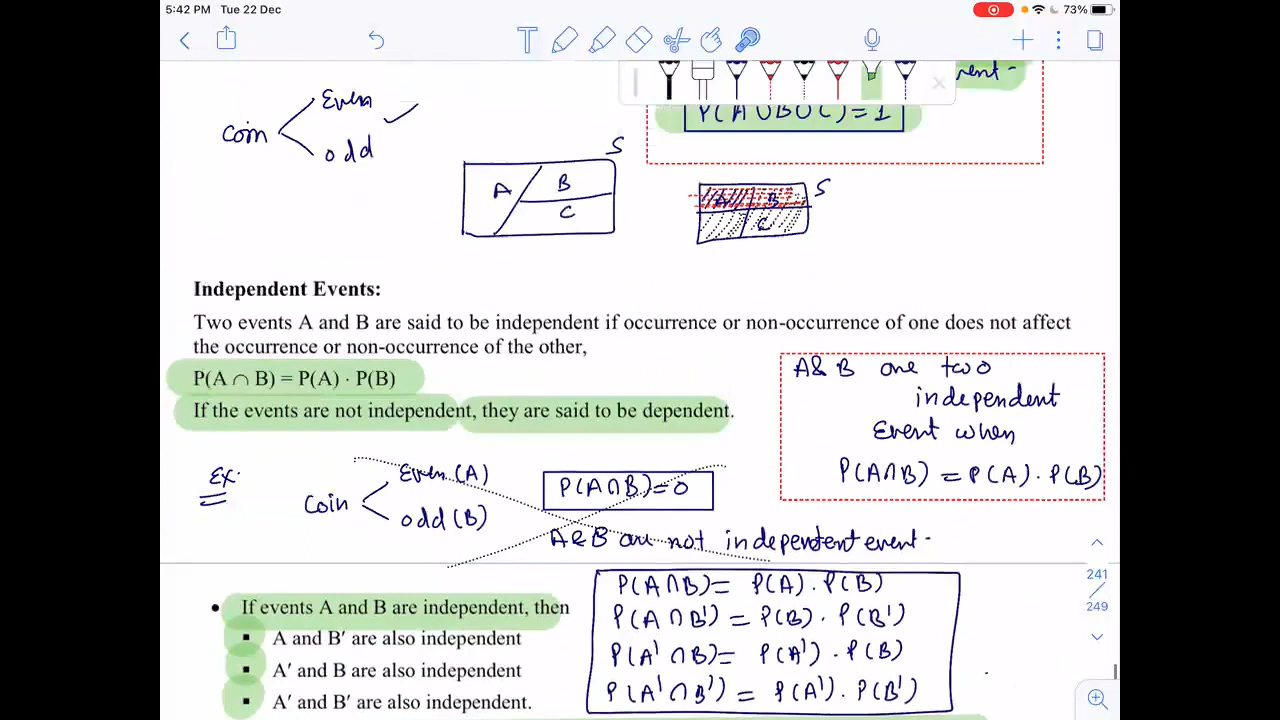 5:42 PM Tue 22 Dec
73%
Even
Coin
odd
P(A∪B∪C)=1
S
A B
C
S
A B
C
Independent Events:
Two events A and B are said to be independent if occurrence or non-occurrence of one does not affect
the occurrence or non-occurrence of the other,
P(A ∩ B) = P(A) · P(B)
If the events are not independent, they are said to be dependent.
A&B are two
independent
Event when
P(A∩B) = P(A) · P(B)
Ex:
Even (A)
Coin
odd (B)
P(A∩B)=0
A&B are not independent event-
241
249
• If events A and B are independent, then
▪ A and B′ are also independent
▪ A′ and B are also independent
▪ A′ and B′ are also independent.
P(A∩B)= P(A). P(B)
P(A∩B') = P(B) · P(B')
P(A' ∩B)= P(A') · P(B)
P(A'∩B') = P(A'). P(B')